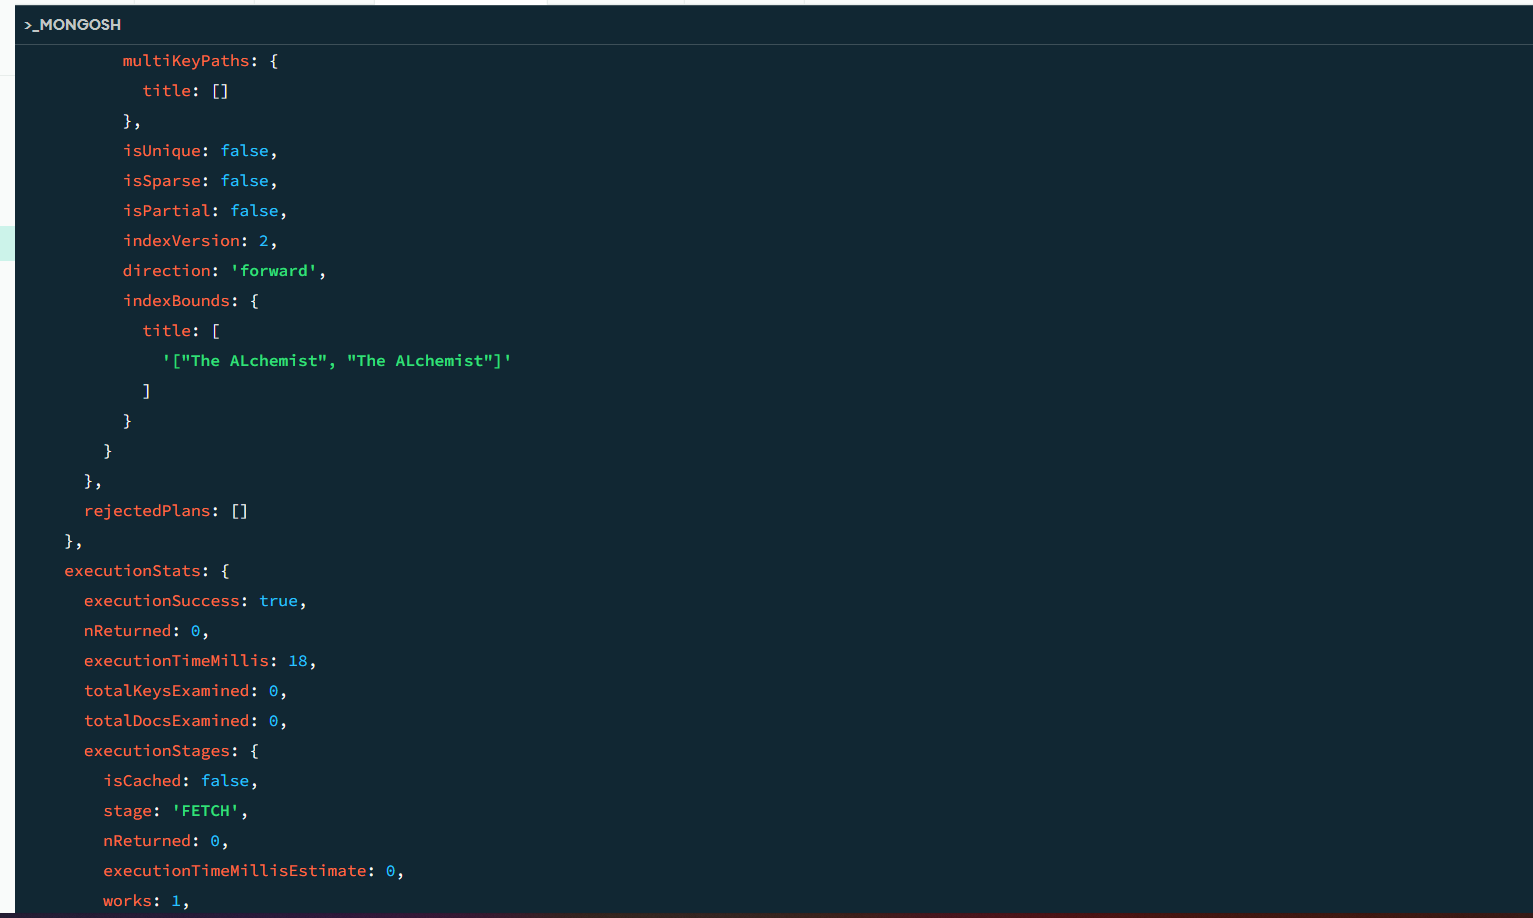 >_MONGOSH
multiKeyPaths: {
title: []
},
isUnique: false,
isSparse: false,
isPartial: false,
indexVersion: 2,
direction: 'forward',
indexBounds: {
title: [
'["The ALchemist", "The ALchemist"]'
]
}
}
},
rejectedPlans: []
},
executionStats: {
executionSuccess: true,
nReturned: 0,
executionTimeMillis: 18,
totalKeysExamined: 0,
totalDocsExamined: 0,
executionStages: {
isCached: false,
stage: 'FETCH',
nReturned: 0,
executionTimeMillisEstimate: 0,
works: 1,